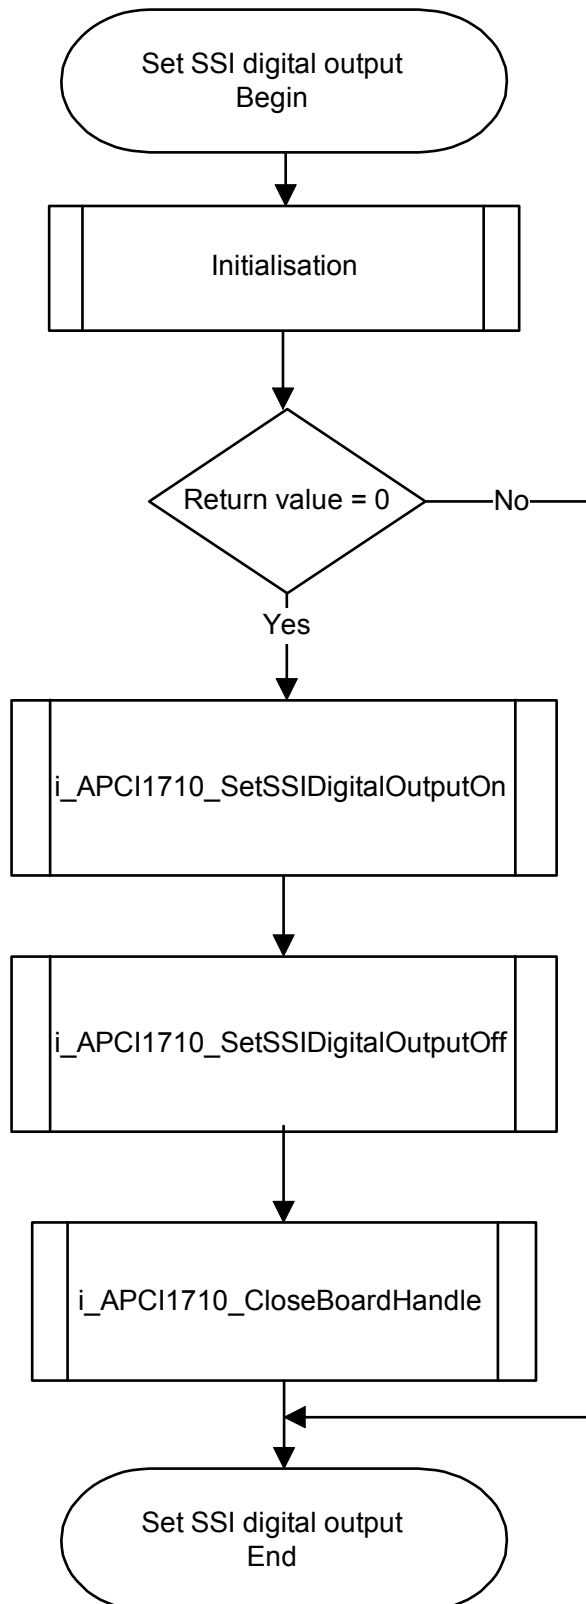 Set SSI digital output
Begin
Initialisation
Return value = 0
No
Yes
i_APCI1710_SetSSIDigitalOutputOn
i_APCI1710_SetSSIDigitalOutputOff
i_APCI1710_CloseBoardHandle
Set SSI digital output
End